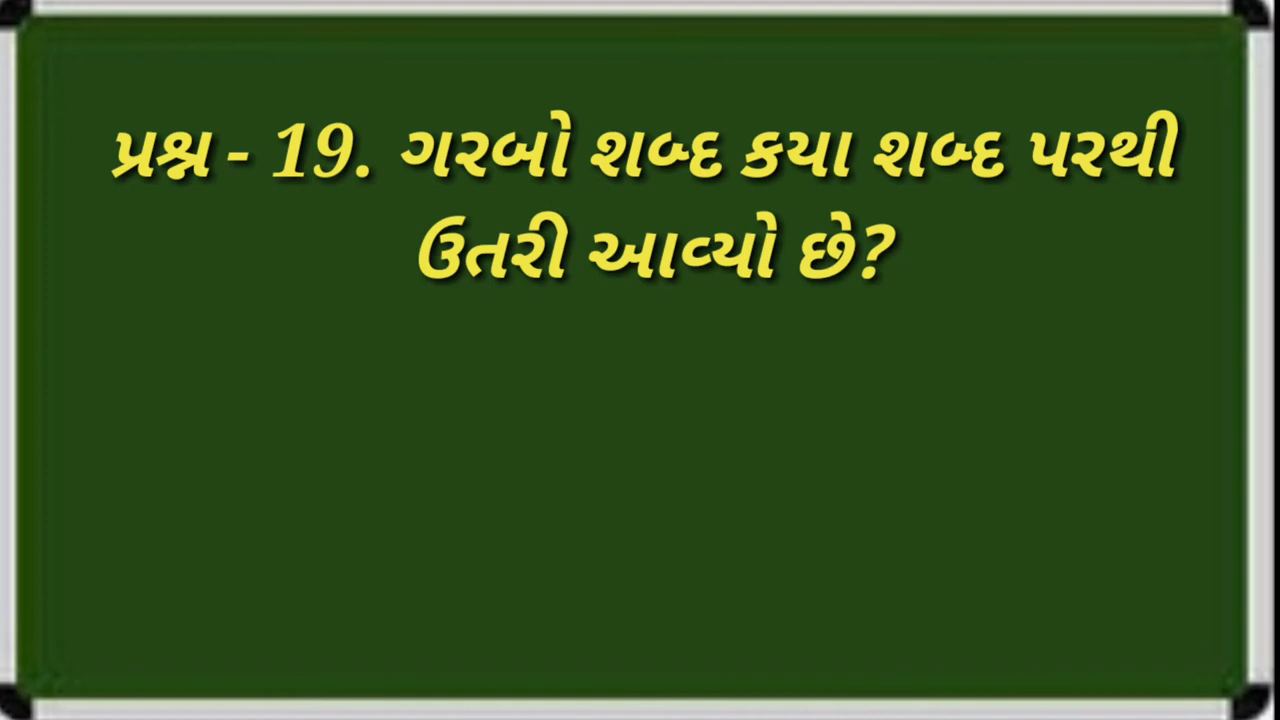 પ્રશ્ન - 19. ગરબો શબ્દ કયા શબ્દ પરથી
ઉતરી આવ્યો છે?